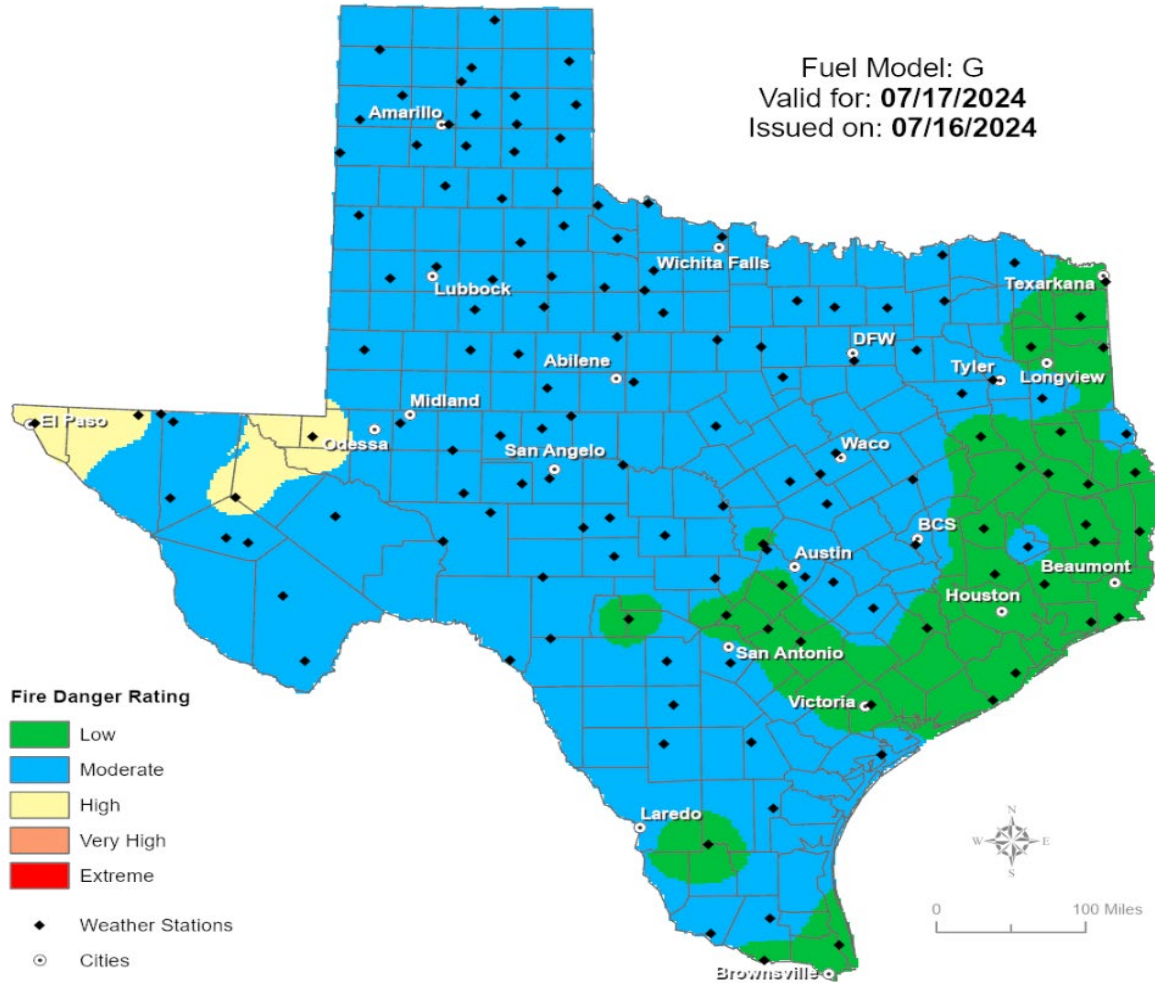 Fuel Model: G
Valid for: 07/17/2024
Issued on: 07/16/2024
Amarillo
Wichita Falls
Lubbock
Texarkana
DFW
Abilene
Tyler
Longview
Midland
El Paso
Odessa
San Angelo
Waco
BCS
Austin
Beaumont
Houston
San Antonio
Victoria
Laredo
Brownsville
Fire Danger Rating
Low
Moderate
High
Very High
Extreme
Weather Stations
Cities
N
W E
S
0 100 Miles